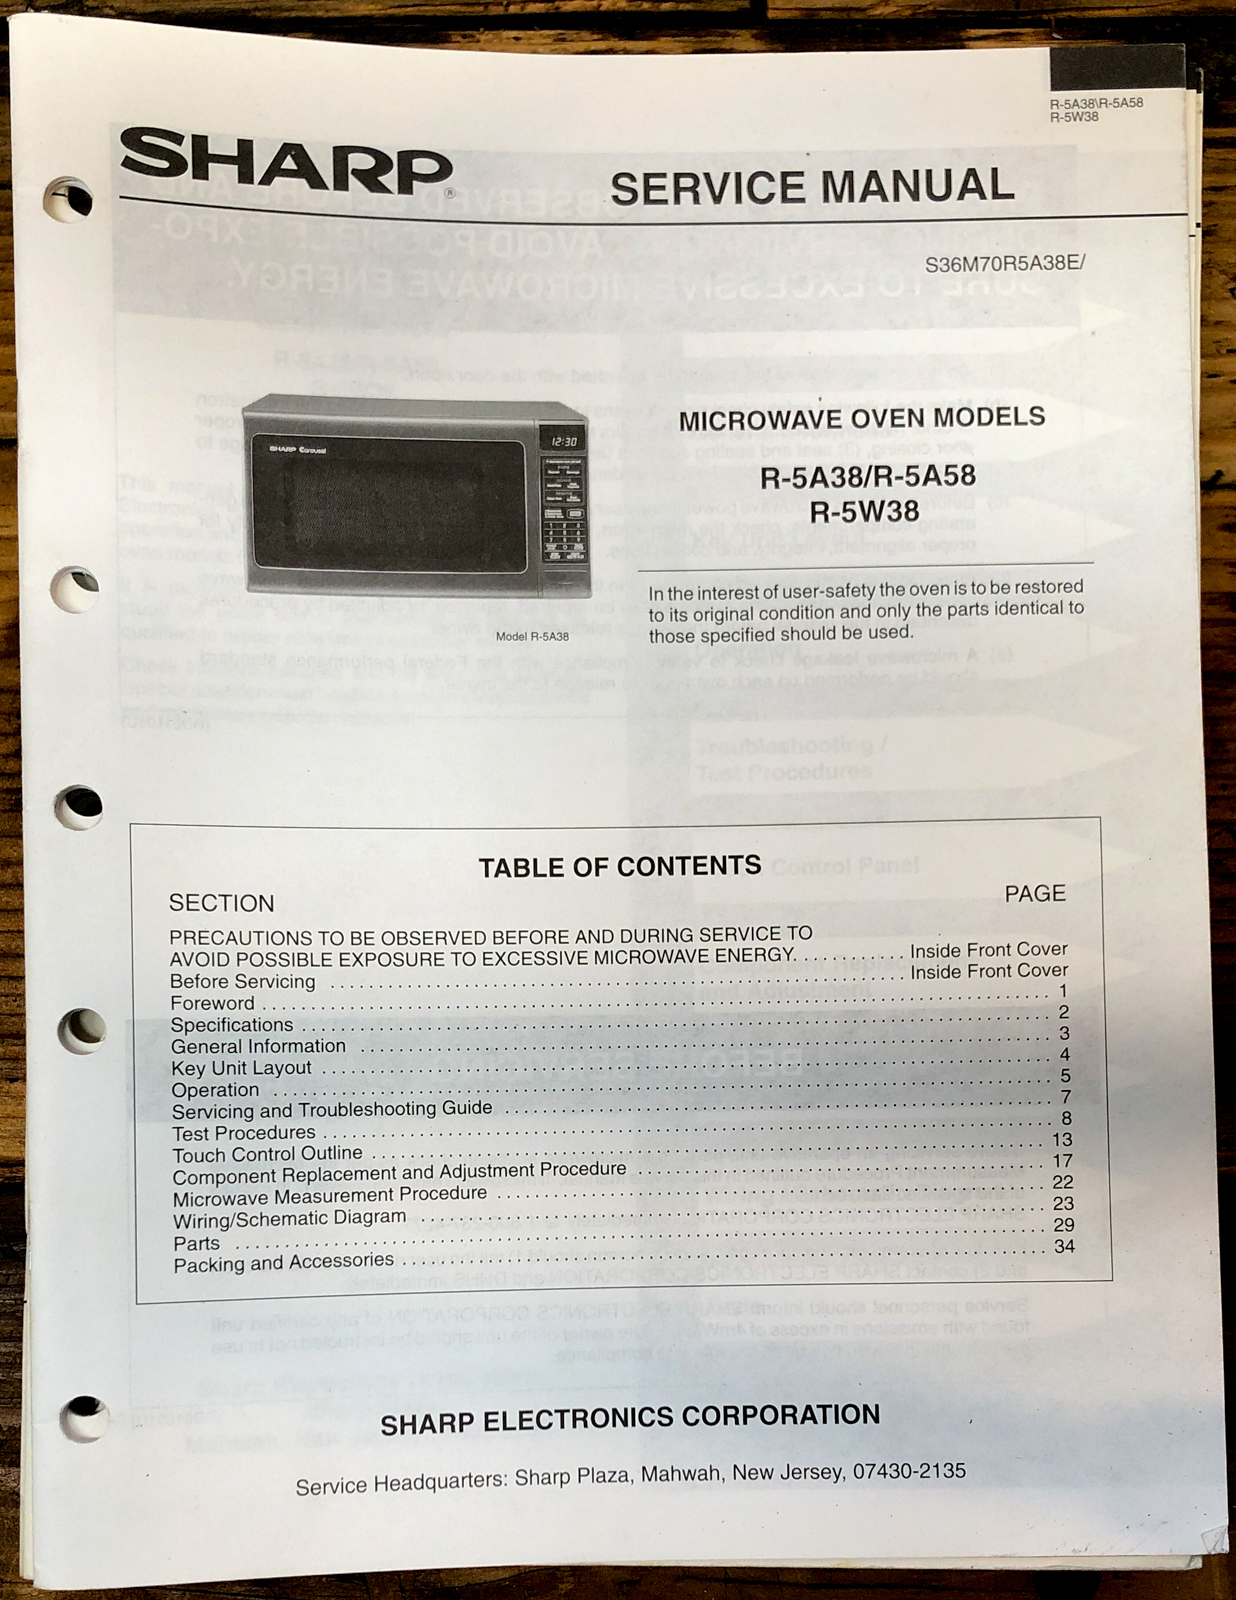 R-5A38\R-5A58
R-5W38
SHARP®
SERVICE MANUAL
S36M70R5A38E/
SHARP Carousel
12:30
MICROWAVE OVEN MODELS
R-5A38/R-5A58
R-5W38
Model R-5A38
In the interest of user-safety the oven is to be restored
to its original condition and only the parts identical to
those specified should be used.
TABLE OF CONTENTS
SECTION PAGE
PRECAUTIONS TO BE OBSERVED BEFORE AND DURING SERVICE TO
AVOID POSSIBLE EXPOSURE TO EXCESSIVE MICROWAVE ENERGY. . . . . . . . . . . Inside Front Cover
Before Servicing . . . . . . . . . . Inside Front Cover
Foreword . . . . . . . . . . 1
Specifications . . . . . . . . . . 2
General Information . . . . . . . . . . 3
Key Unit Layout . . . . . . . . . . 4
Operation . . . . . . . . . . 5
Servicing and Troubleshooting Guide . . . . . . . . . . 7
Test Procedures . . . . . . . . . . 8
Touch Control Outline . . . . . . . . . . 13
Component Replacement and Adjustment Procedure . . . . . . . . . . 17
Microwave Measurement Procedure . . . . . . . . . . 22
Wiring/Schematic Diagram . . . . . . . . . . 23
Parts . . . . . . . . . . 29
Packing and Accessories . . . . . . . . . . 34
SHARP ELECTRONICS CORPORATION
Service Headquarters: Sharp Plaza, Mahwah, New Jersey, 07430-2135